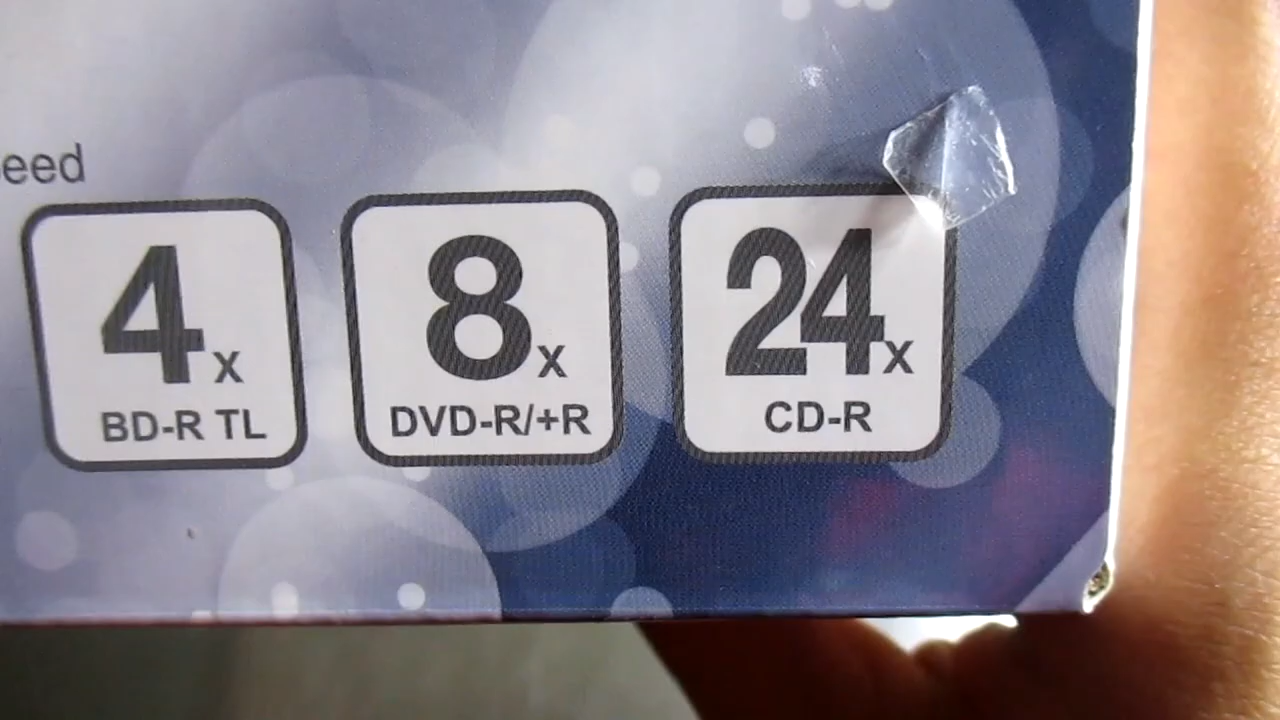 eed
4x
BD-R TL
8x
DVD-R/+R
24x
CD-R